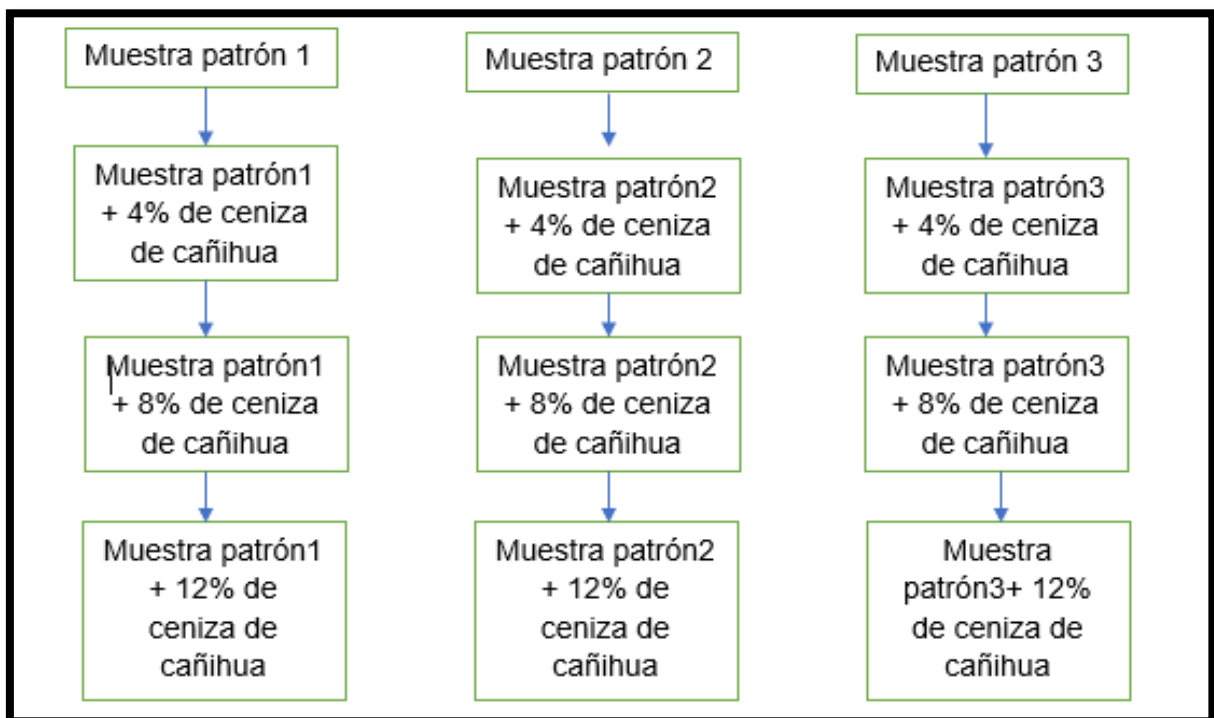 Muestra patrón 1
Muestra patrón1
+ 4% de ceniza
de cañihua
Muestra patrón1
+ 8% de ceniza
de cañihua
Muestra patrón1
+ 12% de
ceniza de
cañihua
Muestra patrón 2
Muestra patrón2
+ 4% de ceniza
de cañihua
Muestra patrón2
+ 8% de ceniza
de cañihua
Muestra patrón2
+ 12% de
ceniza de
cañihua
Muestra patrón 3
Muestra patrón3
+ 4% de ceniza
de cañihua
Muestra patrón3
+ 8% de ceniza
de cañihua
Muestra
patrón3+ 12%
de ceniza de
cañihua